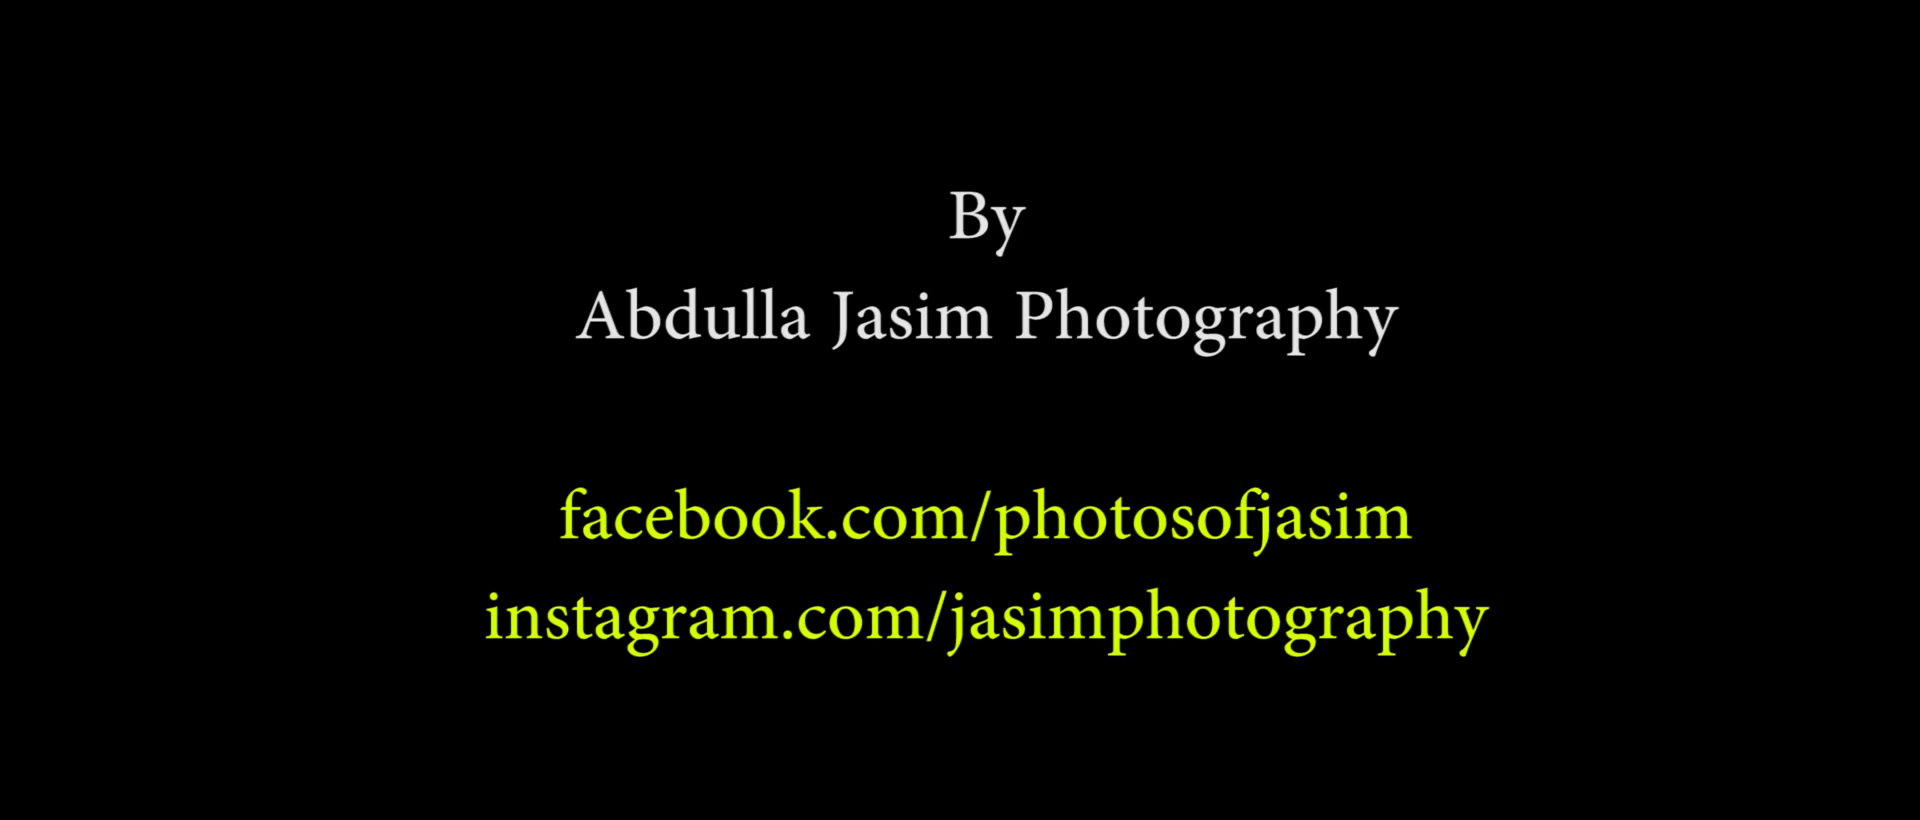 By
Abdulla Jasim Photography
facebook.com/photosofjasim
instagram.com/jasimphotography